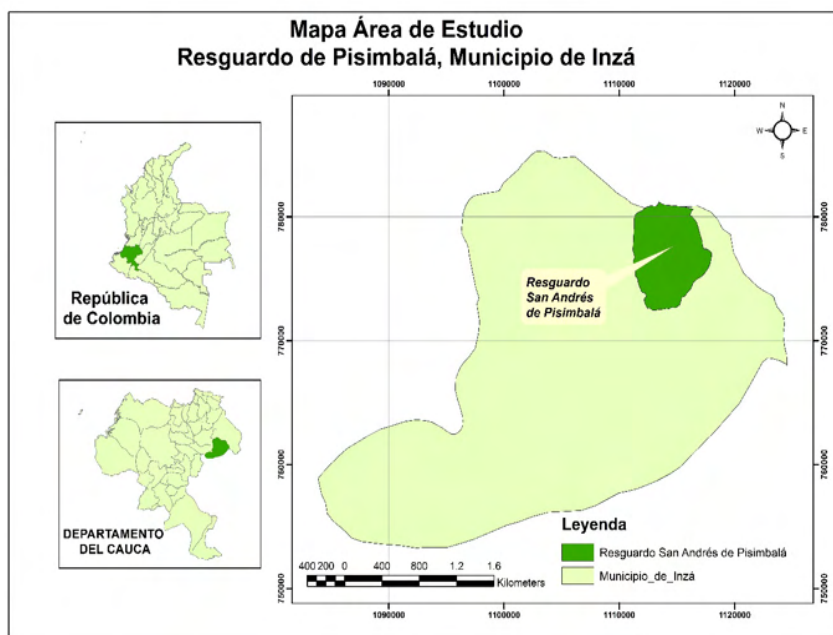 Mapa Área de Estudio
Resguardo de Pisimbalá, Municipio de Inzá
1090000 1100000 1110000 1120000
N
W E
S
República
de Colombia
780000 780000
Resguardo
San Andrés
de Pisimbalá
770000 770000
760000 760000
DEPARTAMENTO
DEL CAUCA
Leyenda
Resguardo San Andrés de Pisimbalá
Municipio_de_Inzá
400 200 0 400 800 1.2 1.6
Kilometers
750000 750000
1090000 1100000 1110000 1120000